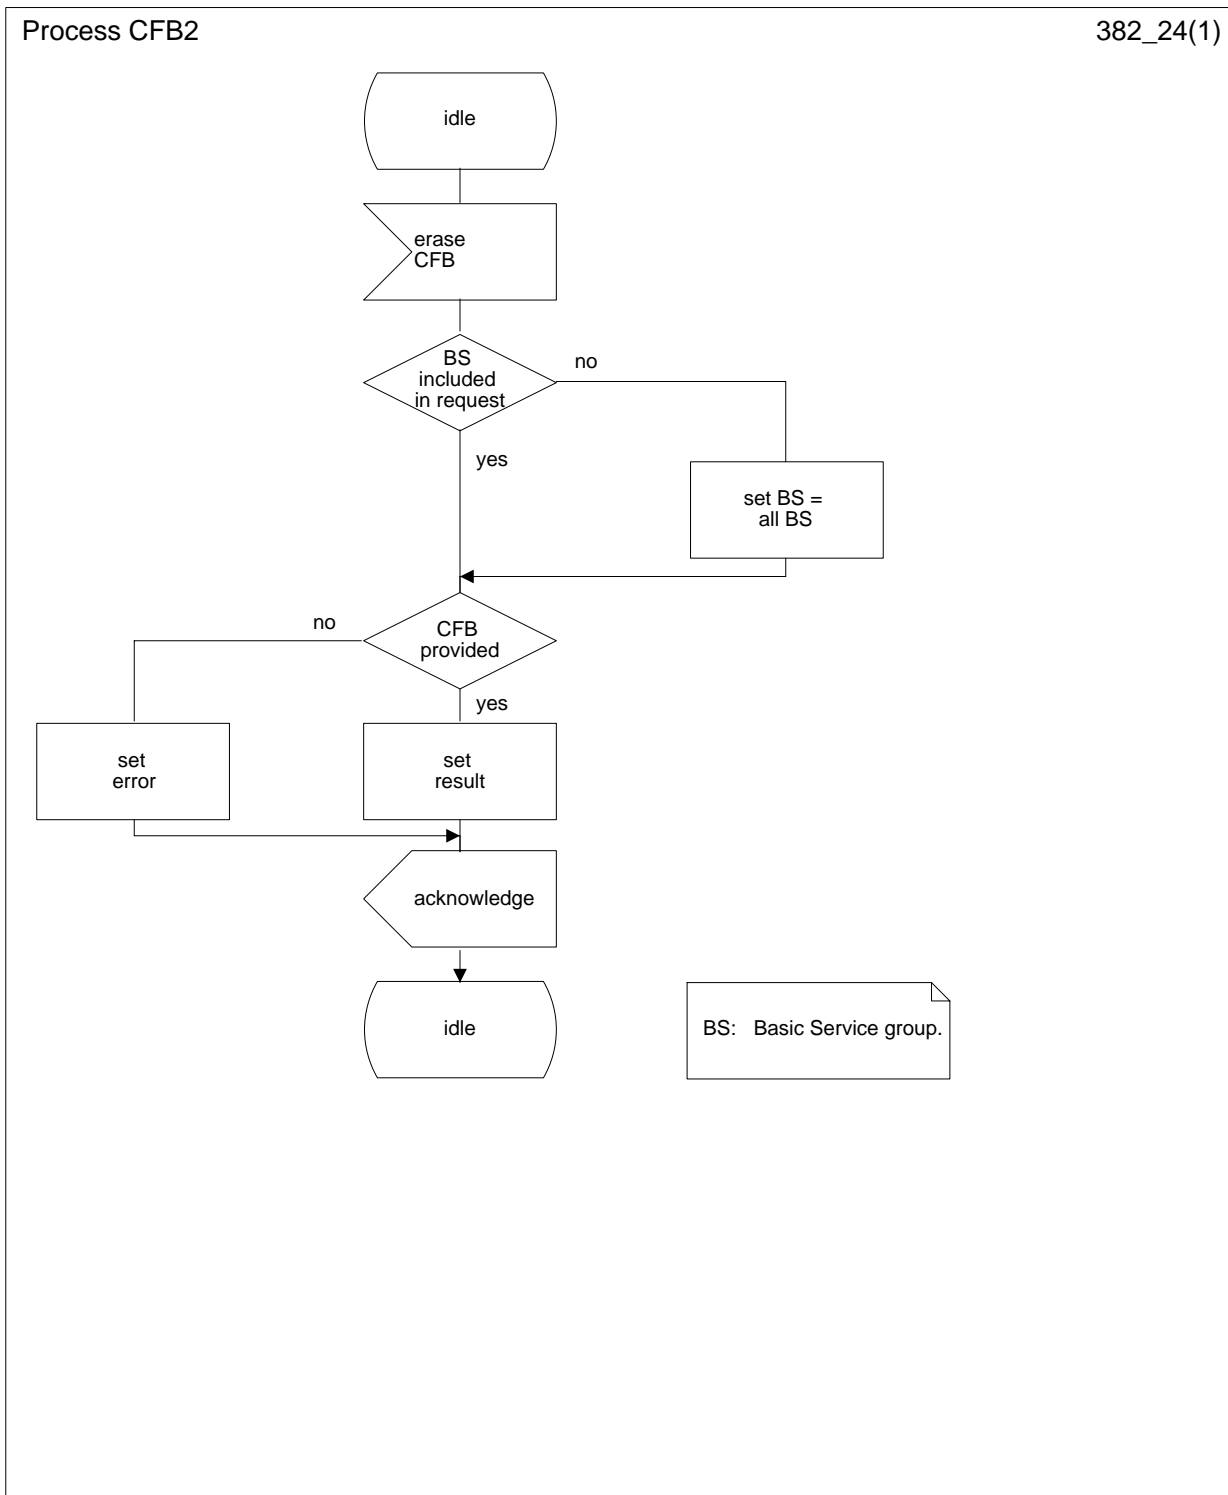 Process CFB2
382_24(1)
idle
erase
CFB
BS
included
in request
no
yes
set BS =
all BS
no
CFB
provided
yes
set
error
set
result
acknowledge
idle
BS: Basic Service group.